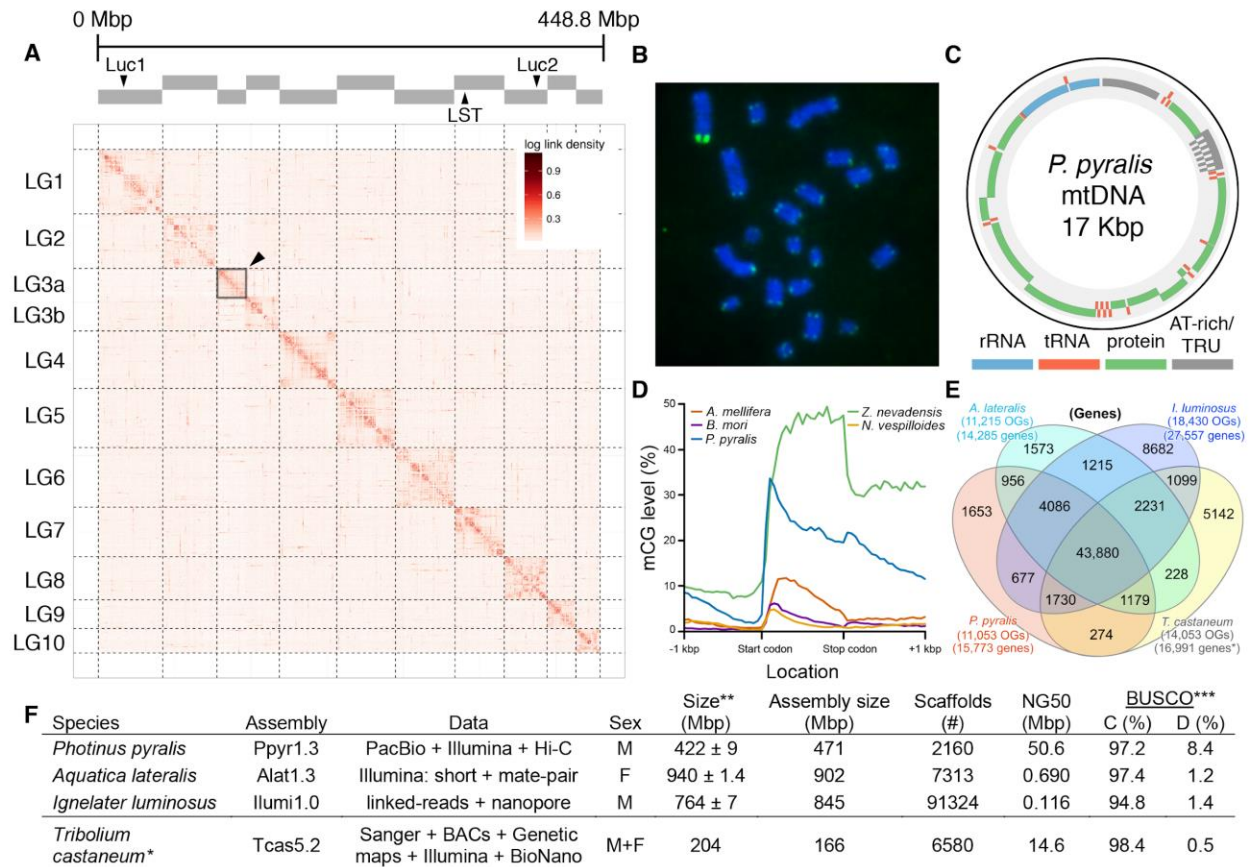 0 Mbp 448.8 Mbp
A
Luc1 Luc2
LST
log link density
0.9
0.6
0.3
LG1
LG2
LG3a
LG3b
LG4
LG5
LG6
LG7
LG8
LG9
LG10
B
C
P. pyralis
mtDNA
17 Kbp
rRNA tRNA protein AT-rich/
TRU
D
A. mellifera Z. nevadensis
B. mori N. vespilloides
P. pyralis
mCG level (%)
50
40
30
20
10
0
-1 kbp Start codon Stop codon +1 kbp
Location
E
(Genes)
A. lateralis
(11,215 OGs)
(14,285 genes)
I. luminosus
(18,430 OGs)
(27,557 genes)
1573 8682
1215
956 1099
1653 4086 2231 5142
43,880
677 228
1730 1179
274
P. pyralis
(11,053 OGs)
(15,773 genes)
T. castaneum
(14,053 OGs)
(16,991 genes*)
F
Species Assembly Data Sex Size** (Mbp) Assembly size (Mbp) Scaffolds (#) NG50 (Mbp) BUSCO*** C (%) D (%)
Photinus pyralis Ppyr1.3 PacBio + Illumina + Hi-C M 422 ± 9 471 2160 50.6 97.2 8.4
Aquatica lateralis Alat1.3 Illumina: short + mate-pair F 940 ± 1.4 902 7313 0.690 97.4 1.2
Ignelater luminosus Ilumi1.0 linked-reads + nanopore M 764 ± 7 845 91324 0.116 94.8 1.4
Tribolium castaneum* Tcas5.2 Sanger + BACs + Genetic maps + Illumina + BioNano M+F 204 166 6580 14.6 98.4 0.5